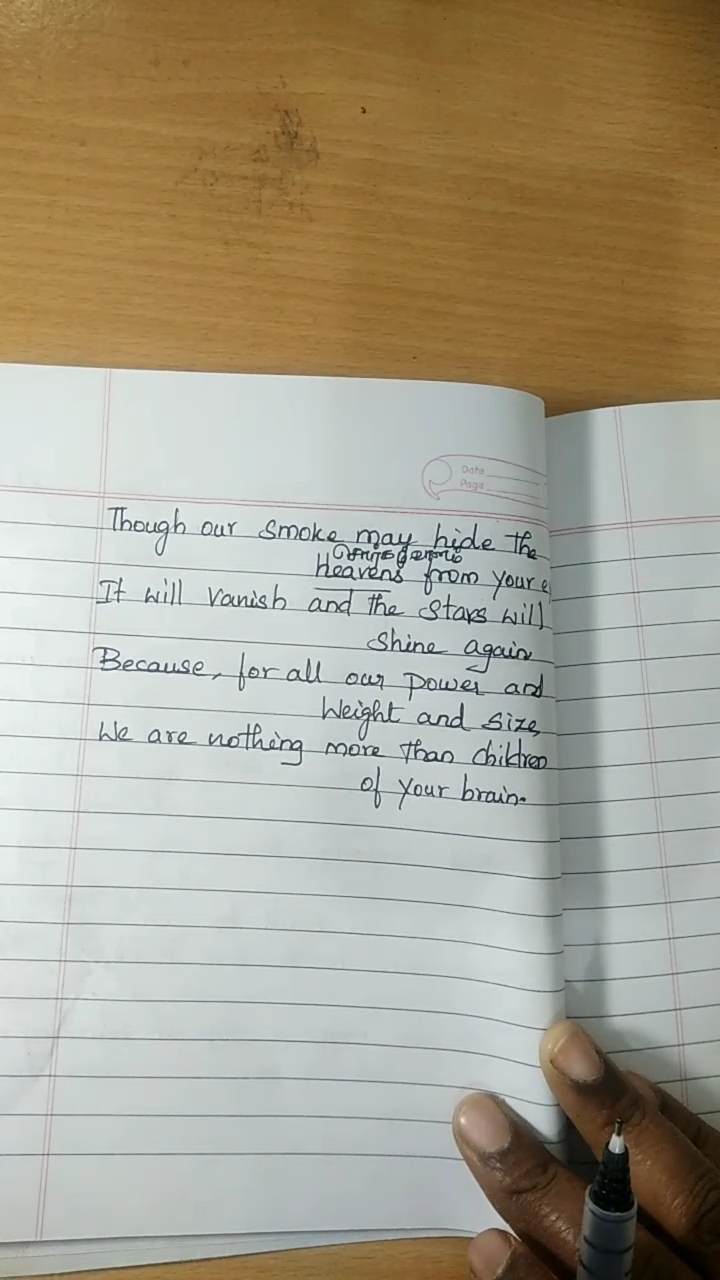 Date
Page
Though our smoke may hide the
சொர்க்கலோகம்
Heavens from your e
It will vanish and the stars will
Shine again
Because, for all our power and
Weight and size,
We are nothing more than children
of your brain.